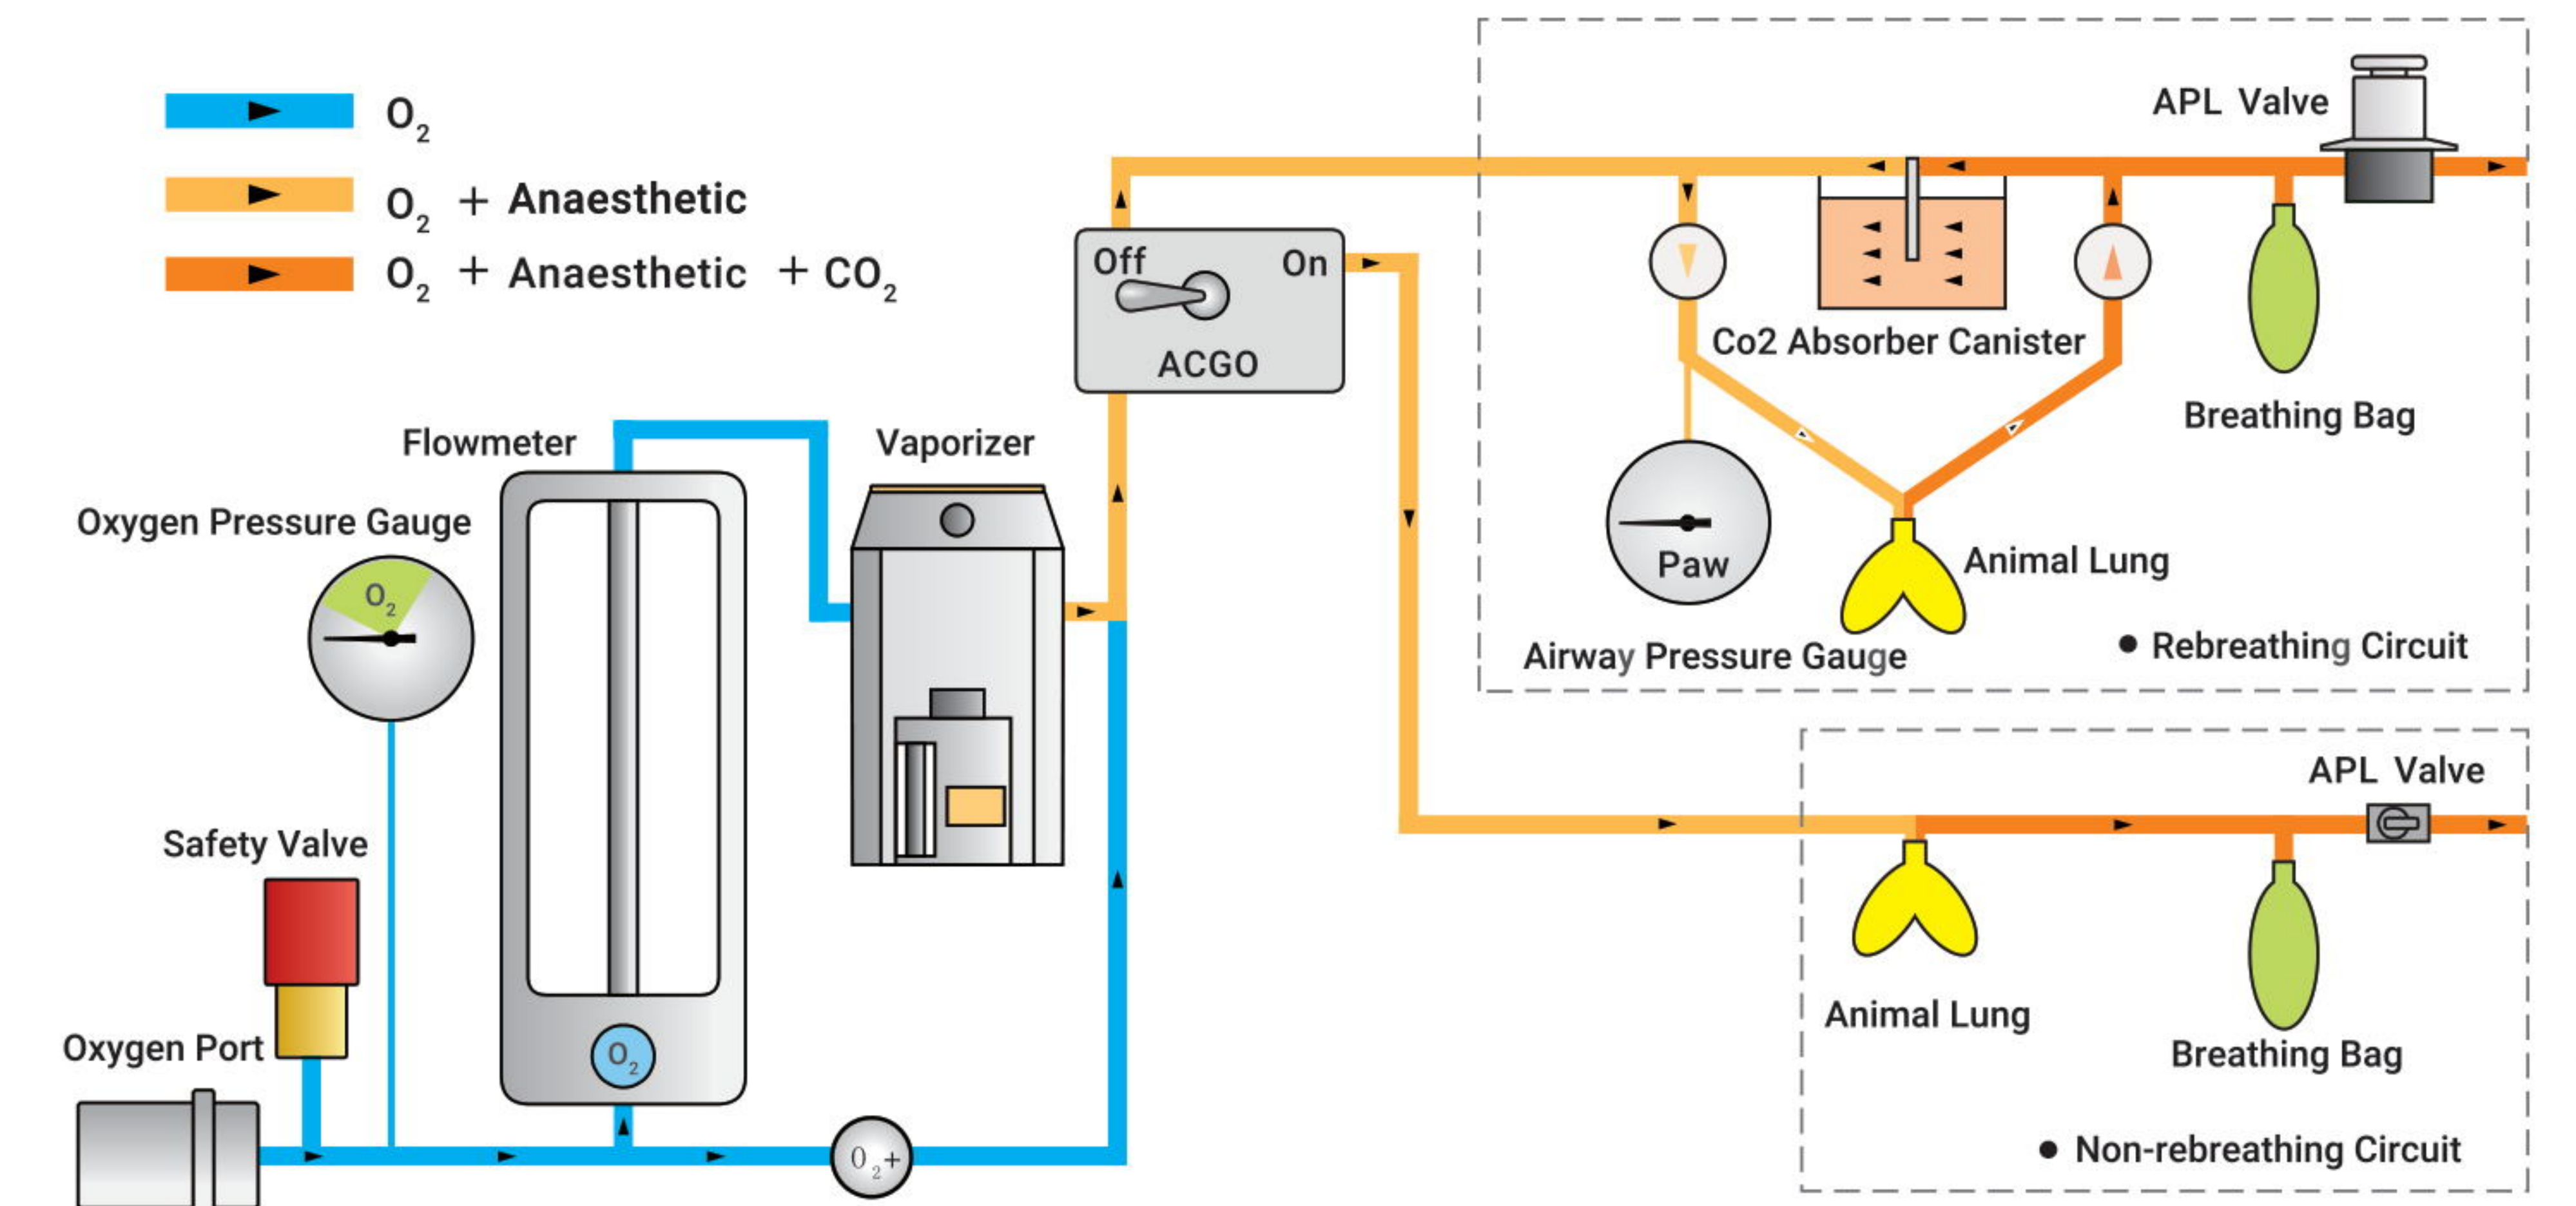 O₂
O₂ + Anaesthetic
O₂ + Anaesthetic + CO₂
Flowmeter
Vaporizer
Oxygen Pressure Gauge
O₂
Safety Valve
Oxygen Port
O₂
O₂+
Off
On
ACGO
APL Valve
Co2 Absorber Canister
Breathing Bag
Paw
Animal Lung
Airway Pressure Gauge
● Rebreathing Circuit
APL Valve
Animal Lung
Breathing Bag
● Non-rebreathing Circuit